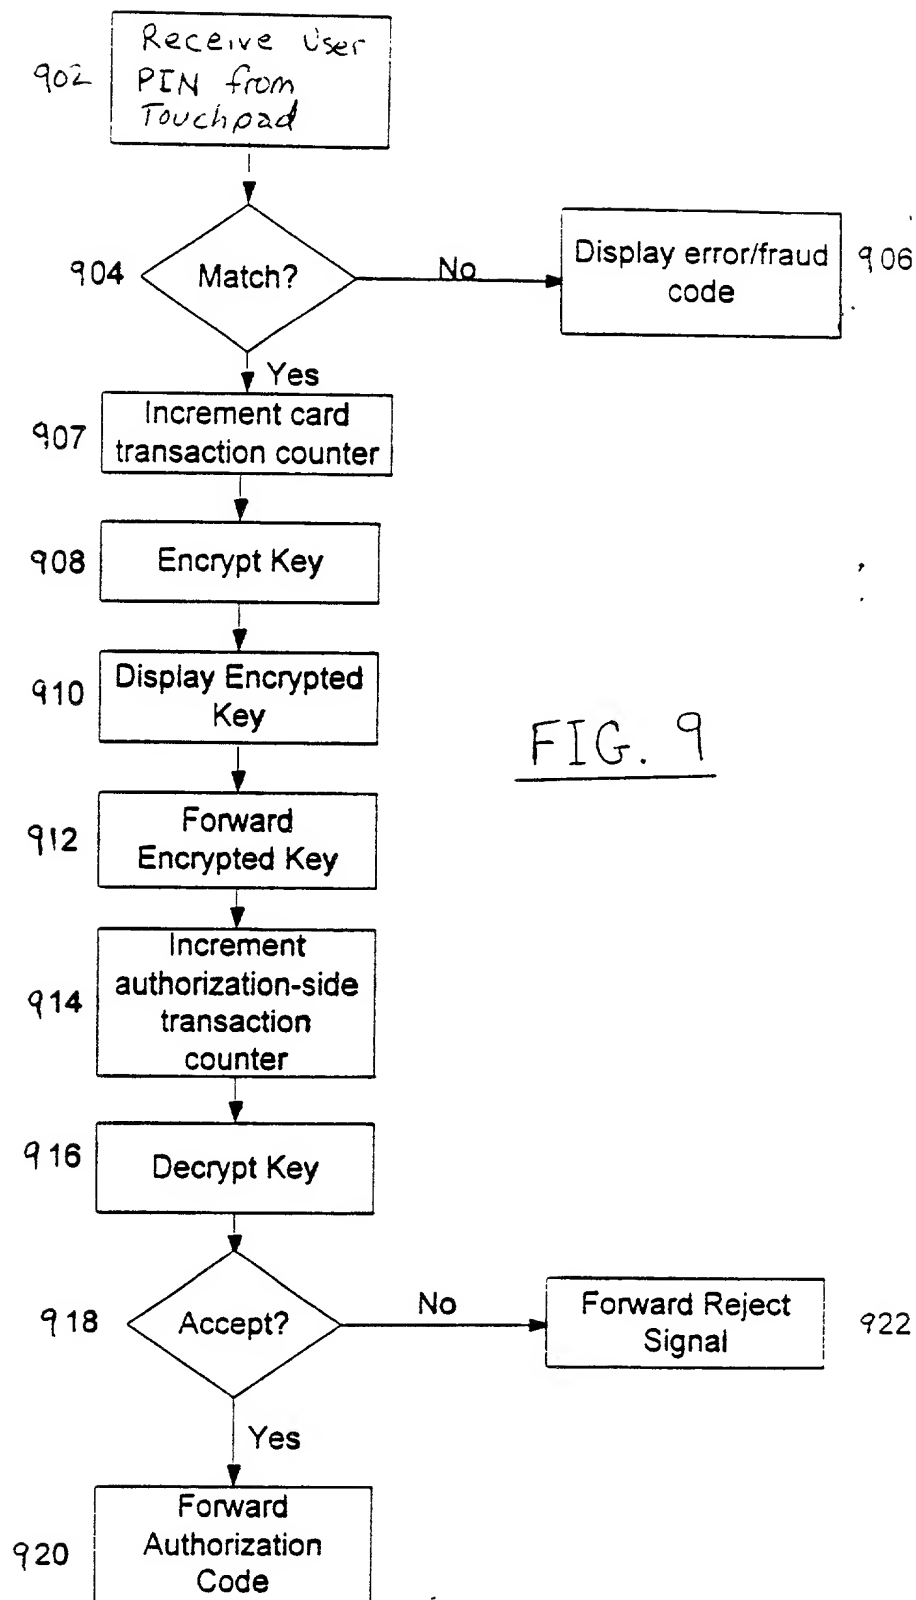 Receive User
902
PIN from
Touchpad
904
Match?
No
Display error/fraud
code
906
Yes
907
Increment card
transaction counter
908
Encrypt Key
910
Display Encrypted
Key
FIG. 9
912
Forward
Encrypted Key
914
Increment
authorization-side
transaction
counter
916
Decrypt Key
918
Accept?
No
Forward Reject
Signal
922
Yes
920
Forward
Authorization
Code